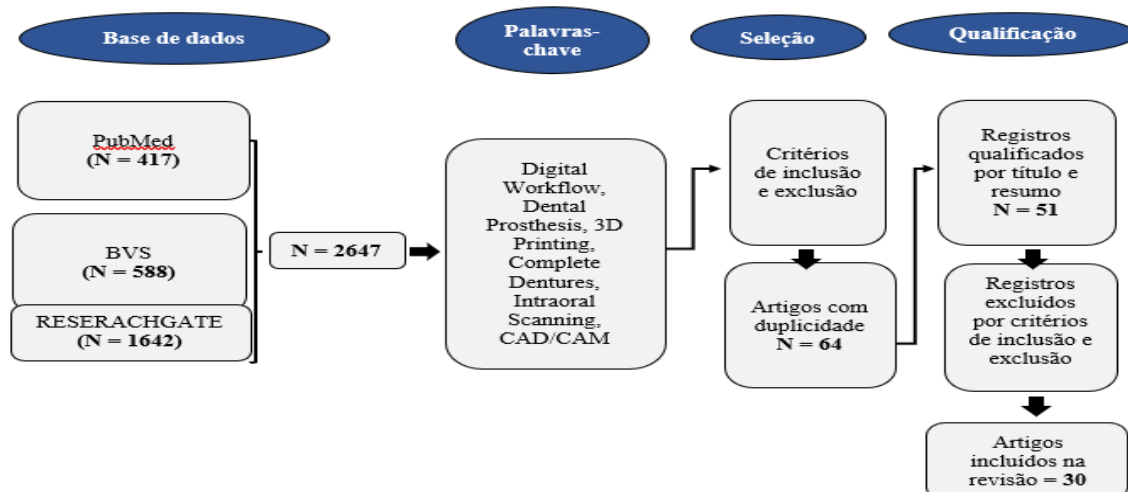 Base de dados
Palavras-
chave
Seleção
Qualificação
PubMed
(N = 417)
BVS
(N = 588)
RESERACHGATE
(N = 1642)
N = 2647
Digital
Workflow,
Dental
Prosthesis, 3D
Printing,
Complete
Dentures,
Intraoral
Scanning,
CAD/CAM
Critérios
de inclusão
e exclusão
Artigos com
duplicidade
N = 64
Registros
qualificados
por título e
resumo
N = 51
Registros
excluídos
por critérios
de inclusão e
exclusão
Artigos
incluídos na
revisão = 30